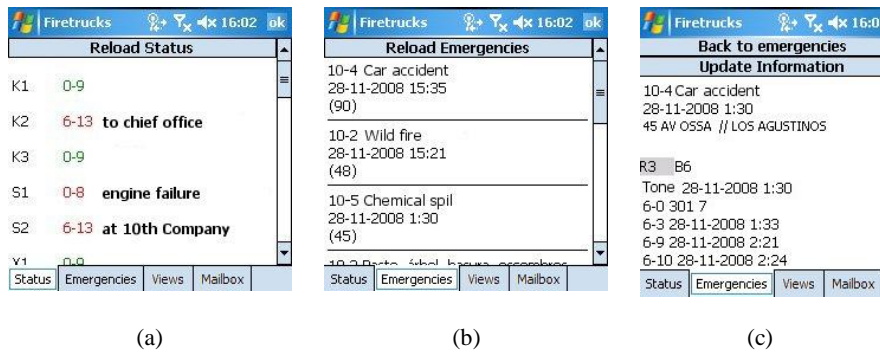 Firetrucks 16:02 ok
Reload Status
K1 0-9
K2 6-13 to chief office
K3 0-9
S1 0-8 engine failure
S2 6-13 at 10th Company
Y1 0-9
Status Emergencies Views Mailbox
(a)
Firetrucks 16:02 ok
Reload Emergencies
10-4 Car accident
28-11-2008 15:35
(90)
10-2 Wild fire
28-11-2008 15:21
(48)
10-5 Chemical spil
28-11-2008 1:30
(45)
Status Emergencies Views Mailbox
(b)
Firetrucks 16:0
Back to emergencies
Update Information
10-4 Car accident
28-11-2008 1:30
45 AV OSSA // LOS AGUSTINOS
R3 B6
Tone 28-11-2008 1:30
6-0 301 7
6-3 28-11-2008 1:33
6-9 28-11-2008 2:21
6-10 28-11-2008 2:24
Status Emergencies Views Mailbox
(c)